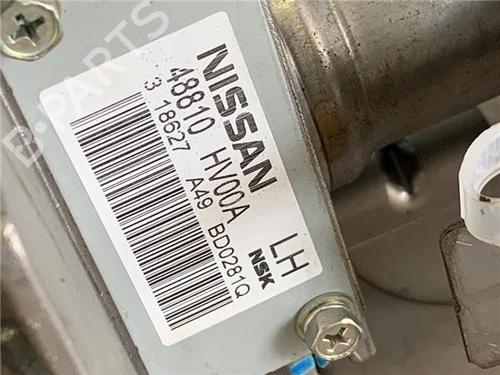 NISSAN
48810 HV00A LH
3 18627 A49 BD0281Q NSK
B-PARTS